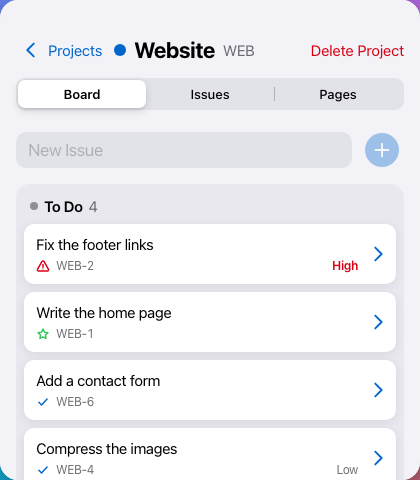 Projects Website WEB Delete Project
Board Issues Pages
New Issue
To Do 4
Fix the footer links
WEB-2 High
Write the home page
WEB-1
Add a contact form
WEB-6
Compress the images
WEB-4 Low